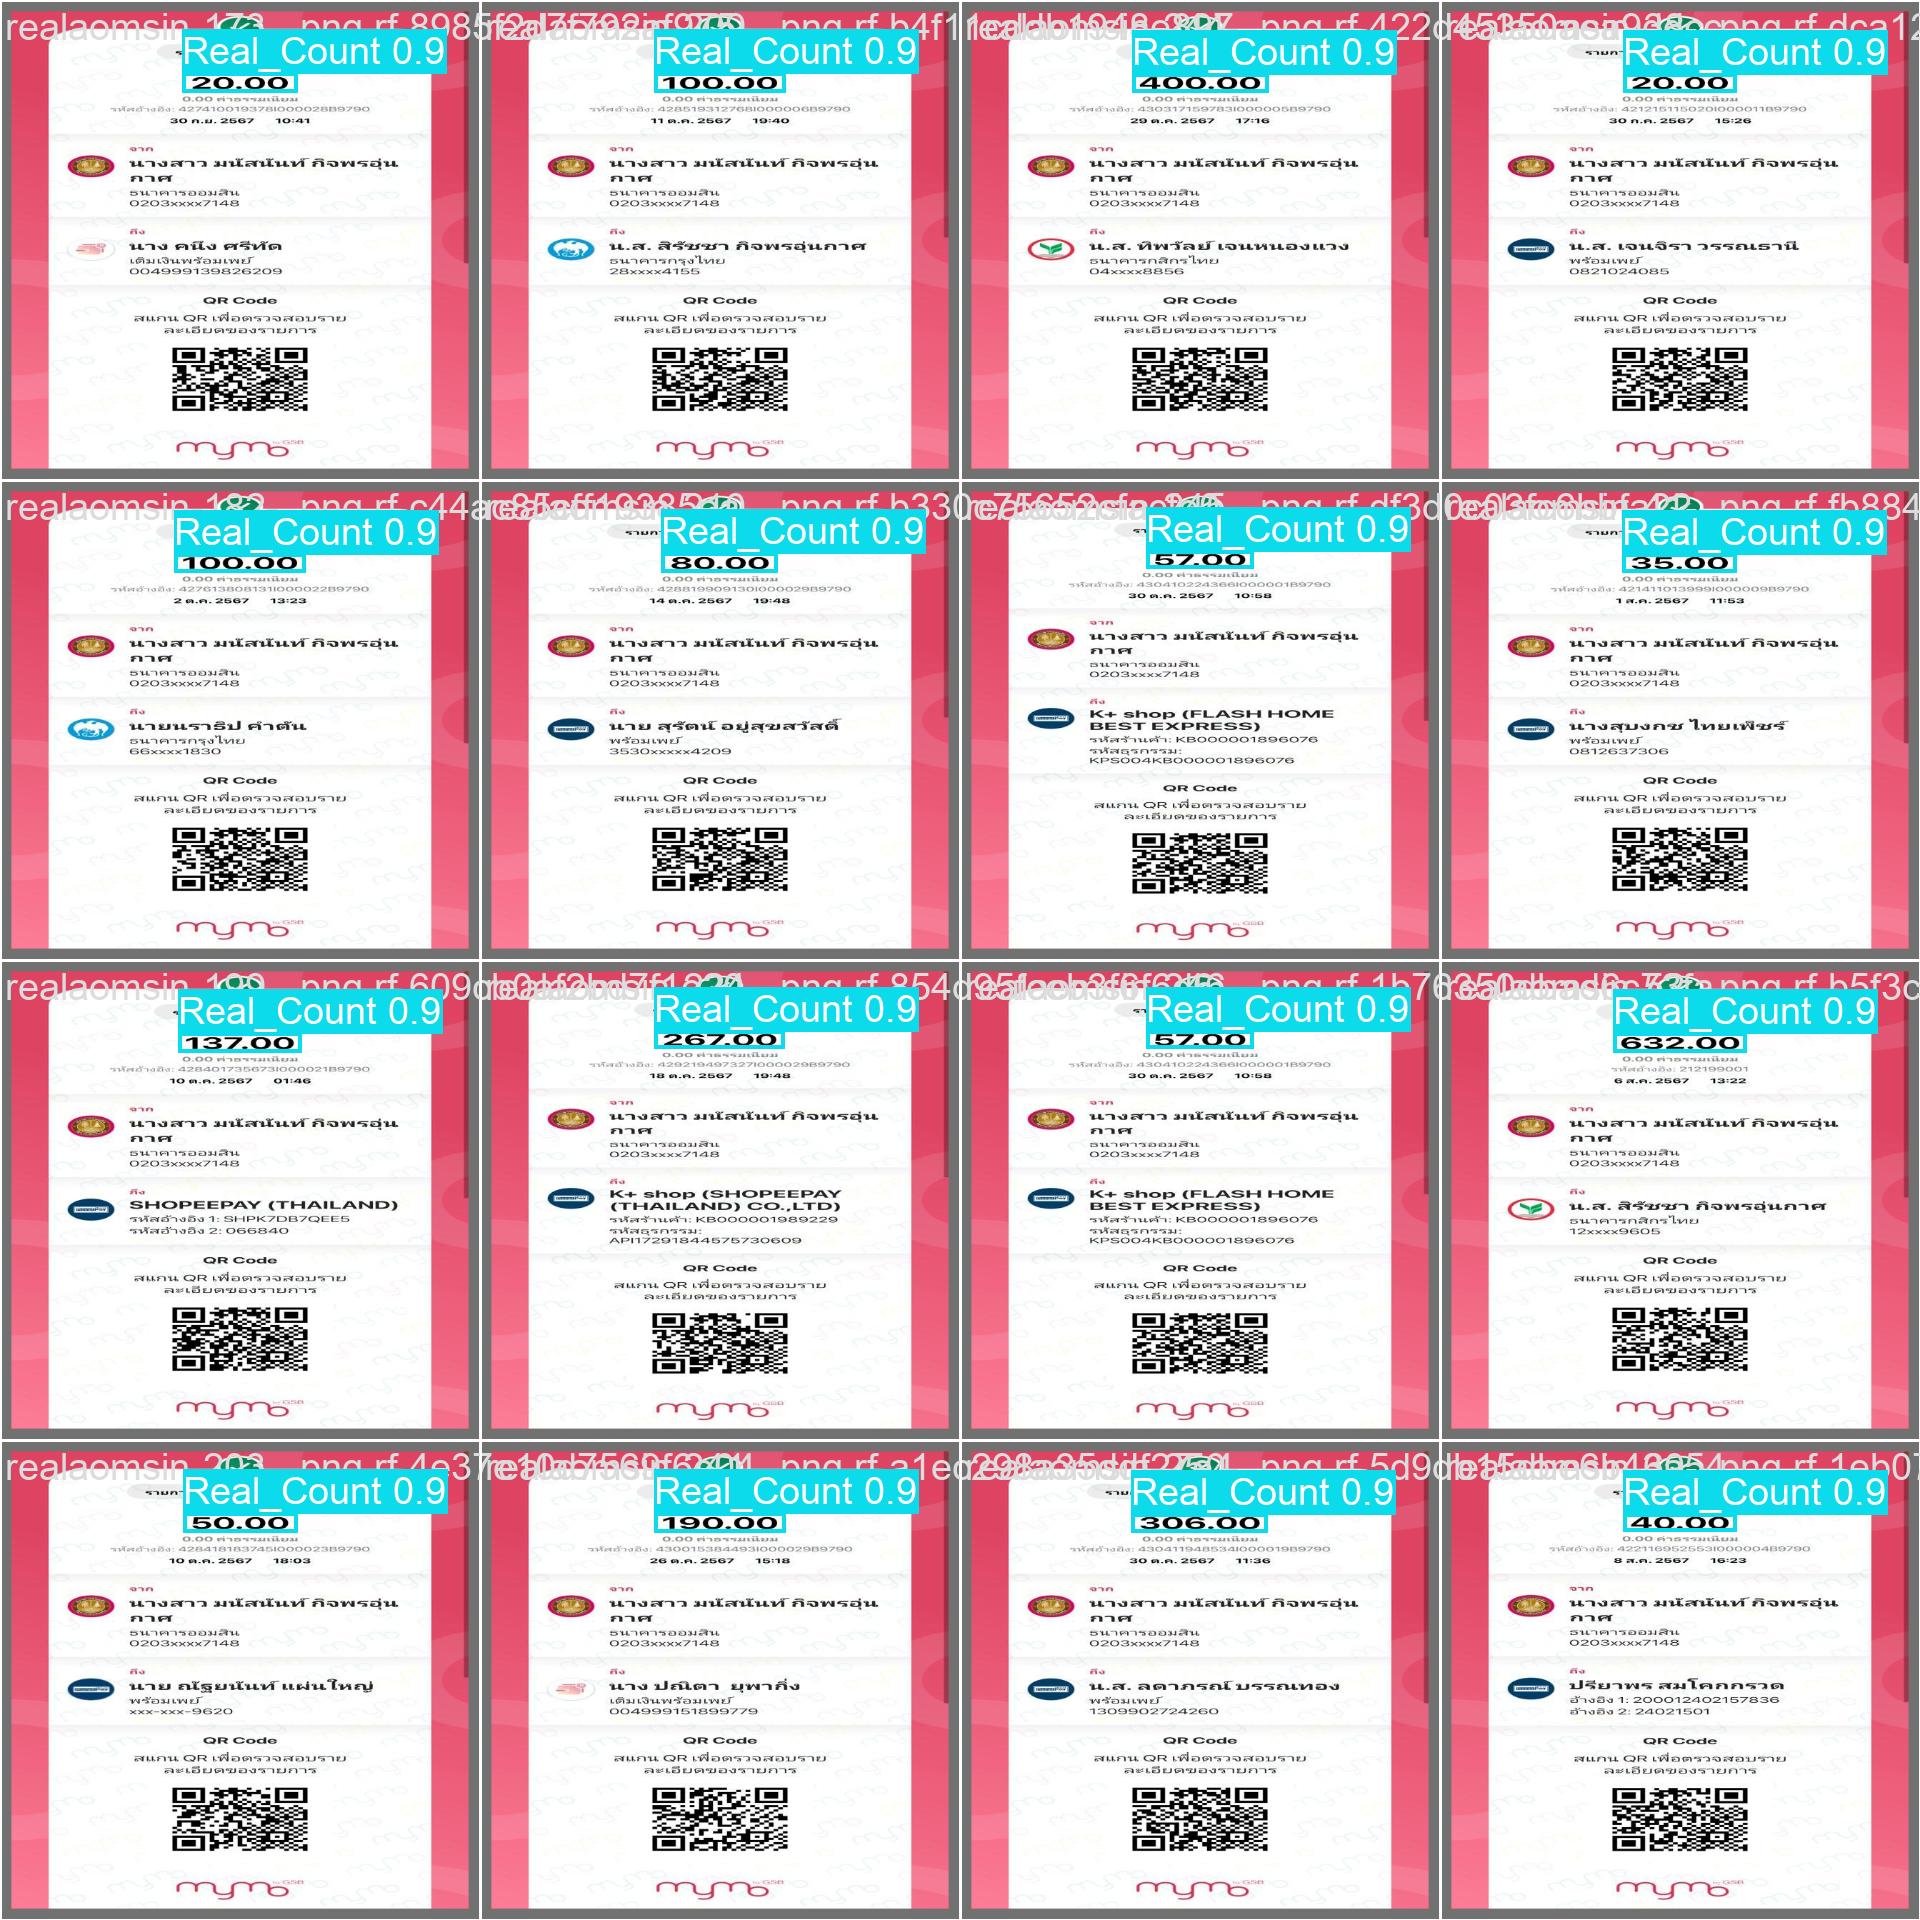 Real_Count 0.9
20.00
0.00 ค่าธรรมเนียม
รหัสอ้างอิง: 427410019378I000028B9790
30 ก.ย. 2567 10:41
จาก
นางสาว มนัสนันท์ กิจพรอุ่น
กาศ
ธนาคารออมสิน
0203xxxx7148
ถึง
นาง คนึง ศรีทัด
เติมเงินพร้อมเพย์
004999139826209
QR Code
สแกน QR เพื่อตรวจสอบราย
ละเอียดของรายการ
mymo by GSB
Real_Count 0.9
100.00
0.00 ค่าธรรมเนียม
รหัสอ้างอิง: 428519312768I000006B9790
11 ต.ค. 2567 19:40
จาก
นางสาว มนัสนันท์ กิจพรอุ่น
กาศ
ธนาคารออมสิน
0203xxxx7148
ถึง
น.ส. สิรัชชา กิจพรอุ่นกาศ
ธนาคารกรุงไทย
28xxxx4155
QR Code
สแกน QR เพื่อตรวจสอบราย
ละเอียดของรายการ
mymo by GSB
Real_Count 0.9
400.00
0.00 ค่าธรรมเนียม
รหัสอ้างอิง: 430317159783I000005B9790
29 ต.ค. 2567 17:16
จาก
นางสาว มนัสนันท์ กิจพรอุ่น
กาศ
ธนาคารออมสิน
0203xxxx7148
ถึง
น.ส. ทิพวัลย์ เจนหนองแวง
ธนาคารกสิกรไทย
04xxxx8856
QR Code
สแกน QR เพื่อตรวจสอบราย
ละเอียดของรายการ
mymo by GSB
Real_Count 0.9
20.00
0.00 ค่าธรรมเนียม
รหัสอ้างอิง: 421215115020I000011B9790
30 ก.ค. 2567 15:26
จาก
นางสาว มนัสนันท์ กิจพรอุ่น
กาศ
ธนาคารออมสิน
0203xxxx7148
ถึง
น.ส. เจนจิรา วรรณธานี
พร้อมเพย์
0821024085
QR Code
สแกน QR เพื่อตรวจสอบราย
ละเอียดของรายการ
mymo by GSB
Real_Count 0.9
100.00
0.00 ค่าธรรมเนียม
รหัสอ้างอิง: 427613808131I000022B9790
2 ต.ค. 2567 13:23
จาก
นางสาว มนัสนันท์ กิจพรอุ่น
กาศ
ธนาคารออมสิน
0203xxxx7148
ถึง
นายนราธิป คำตัน
ธนาคารกรุงไทย
66xxxx1830
QR Code
สแกน QR เพื่อตรวจสอบราย
ละเอียดของรายการ
mymo by GSB
Real_Count 0.9
80.00
0.00 ค่าธรรมเนียม
รหัสอ้างอิง: 428819909130I000029B9790
14 ต.ค. 2567 19:48
จาก
นางสาว มนัสนันท์ กิจพรอุ่น
กาศ
ธนาคารออมสิน
0203xxxx7148
ถึง
นาย สุรัตน์ อยู่สุขสวัสดิ์
พร้อมเพย์
3530xxxxx4209
QR Code
สแกน QR เพื่อตรวจสอบราย
ละเอียดของรายการ
mymo by GSB
Real_Count 0.9
57.00
0.00 ค่าธรรมเนียม
รหัสอ้างอิง: 430410224366I000001B9790
30 ต.ค. 2567 10:58
จาก
นางสาว มนัสนันท์ กิจพรอุ่น
กาศ
ธนาคารออมสิน
0203xxxx7148
ถึง
K+ shop (FLASH HOME
BEST EXPRESS)
รหัสร้านค้า: KB000001896076
รหัสธุรกรรม:
KPS004KB000001896076
QR Code
สแกน QR เพื่อตรวจสอบราย
ละเอียดของรายการ
mymo by GSB
Real_Count 0.9
35.00
0.00 ค่าธรรมเนียม
รหัสอ้างอิง: 421411013999I000009B9790
1 ส.ค. 2567 11:53
จาก
นางสาว มนัสนันท์ กิจพรอุ่น
กาศ
ธนาคารออมสิน
0203xxxx7148
ถึง
นางสุบงกช ไทยเพ็ชร์
พร้อมเพย์
0812637306
QR Code
สแกน QR เพื่อตรวจสอบราย
ละเอียดของรายการ
mymo by GSB
Real_Count 0.9
137.00
0.00 ค่าธรรมเนียม
รหัสอ้างอิง: 428401735673I000021B9790
10 ต.ค. 2567 01:46
จาก
นางสาว มนัสนันท์ กิจพรอุ่น
กาศ
ธนาคารออมสิน
0203xxxx7148
ถึง
SHOPEEPAY (THAILAND)
รหัสอ้างอิง 1: SHPK7DB7QEE5
รหัสอ้างอิง 2: 066840
QR Code
สแกน QR เพื่อตรวจสอบราย
ละเอียดของรายการ
mymo by GSB
Real_Count 0.9
267.00
0.00 ค่าธรรมเนียม
รหัสอ้างอิง: 429219497327I000029B9790
18 ต.ค. 2567 19:48
จาก
นางสาว มนัสนันท์ กิจพรอุ่น
กาศ
ธนาคารออมสิน
0203xxxx7148
ถึง
K+ shop (SHOPEEPAY
(THAILAND) CO.,LTD)
รหัสร้านค้า: KB000001989229
รหัสธุรกรรม:
API17291844575730609
QR Code
สแกน QR เพื่อตรวจสอบราย
ละเอียดของรายการ
mymo by GSB
Real_Count 0.9
57.00
0.00 ค่าธรรมเนียม
รหัสอ้างอิง: 430410224366I000001B9790
30 ต.ค. 2567 10:58
จาก
นางสาว มนัสนันท์ กิจพรอุ่น
กาศ
ธนาคารออมสิน
0203xxxx7148
ถึง
K+ shop (FLASH HOME
BEST EXPRESS)
รหัสร้านค้า: KB000001896076
รหัสธุรกรรม:
KPS004KB000001896076
QR Code
สแกน QR เพื่อตรวจสอบราย
ละเอียดของรายการ
mymo by GSB
Real_Count 0.9
632.00
0.00 ค่าธรรมเนียม
รหัสอ้างอิง: 212199001
6 ส.ค. 2567 13:22
จาก
นางสาว มนัสนันท์ กิจพรอุ่น
กาศ
ธนาคารออมสิน
0203xxxx7148
ถึง
น.ส. สิรัชชา กิจพรอุ่นกาศ
ธนาคารกสิกรไทย
12xxxx9605
QR Code
สแกน QR เพื่อตรวจสอบราย
ละเอียดของรายการ
mymo by GSB
Real_Count 0.9
50.00
0.00 ค่าธรรมเนียม
รหัสอ้างอิง: 428418183745I000023B9790
10 ต.ค. 2567 18:03
จาก
นางสาว มนัสนันท์ กิจพรอุ่น
กาศ
ธนาคารออมสิน
0203xxxx7148
ถึง
นาย ณัฐยนันท์ แผ่นใหญ่
พร้อมเพย์
xxx-xxx-9620
QR Code
สแกน QR เพื่อตรวจสอบราย
ละเอียดของรายการ
mymo by GSB
Real_Count 0.9
190.00
0.00 ค่าธรรมเนียม
รหัสอ้างอิง: 430015384493I000029B9790
26 ต.ค. 2567 15:18
จาก
นางสาว มนัสนันท์ กิจพรอุ่น
กาศ
ธนาคารออมสิน
0203xxxx7148
ถึง
นาง ปณิตา ยุพากิ่ง
เติมเงินพร้อมเพย์
004999151899779
QR Code
สแกน QR เพื่อตรวจสอบราย
ละเอียดของรายการ
mymo by GSB
Real_Count 0.9
306.00
0.00 ค่าธรรมเนียม
รหัสอ้างอิง: 430411948534I000019B9790
30 ต.ค. 2567 11:36
จาก
นางสาว มนัสนันท์ กิจพรอุ่น
กาศ
ธนาคารออมสิน
0203xxxx7148
ถึง
น.ส. ลดาภรณ์ บรรณทอง
พร้อมเพย์
1309902724260
QR Code
สแกน QR เพื่อตรวจสอบราย
ละเอียดของรายการ
mymo by GSB
Real_Count 0.9
40.00
0.00 ค่าธรรมเนียม
รหัสอ้างอิง: 422116952553I000004B9790
8 ส.ค. 2567 16:23
จาก
นางสาว มนัสนันท์ กิจพรอุ่น
กาศ
ธนาคารออมสิน
0203xxxx7148
ถึง
ปรียาพร สมโคกกรวด
อ้างอิง 1: 200012402157836
อ้างอิง 2: 24021501
QR Code
สแกน QR เพื่อตรวจสอบราย
ละเอียดของรายการ
mymo by GSB